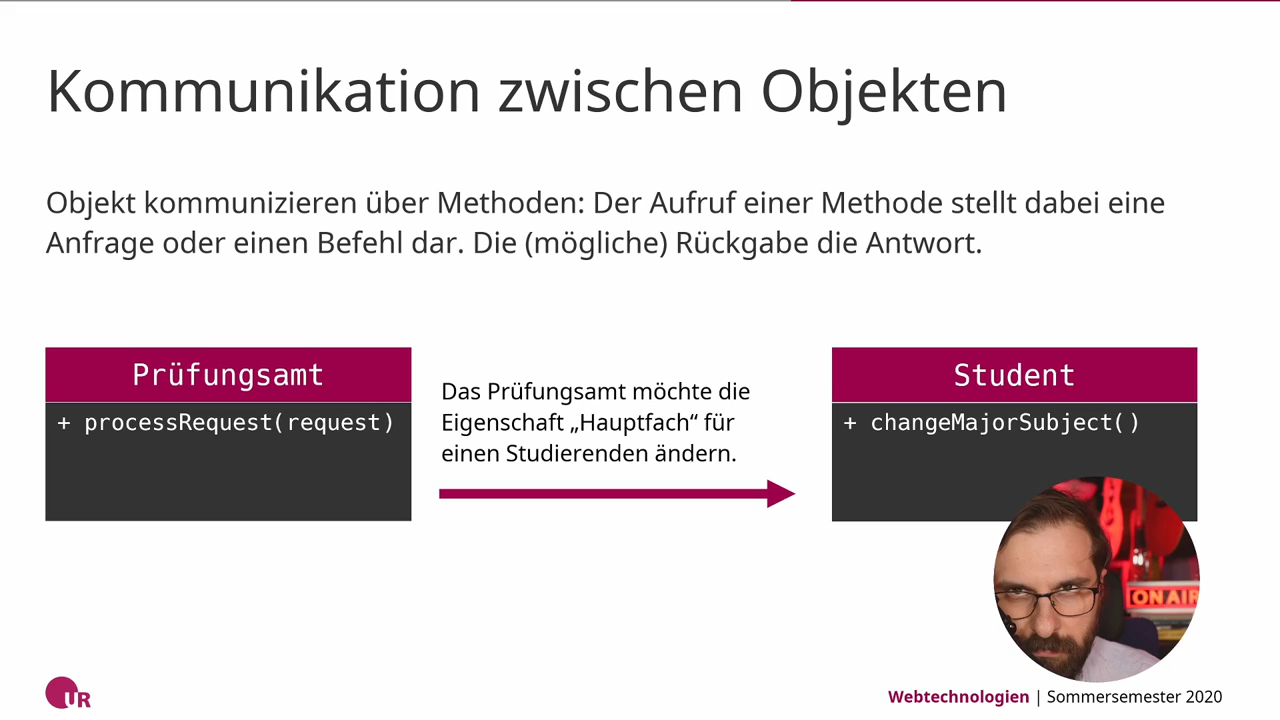 Kommunikation zwischen Objekten
Objekt kommunizieren über Methoden: Der Aufruf einer Methode stellt dabei eine
Anfrage oder einen Befehl dar. Die (mögliche) Rückgabe die Antwort.
Prüfungsamt
+ processRequest(request)
Das Prüfungsamt möchte die
Eigenschaft „Hauptfach“ für
einen Studierenden ändern.
Student
+ changeMajorSubject()
ON AIR
UR
Webtechnologien | Sommersemester 2020